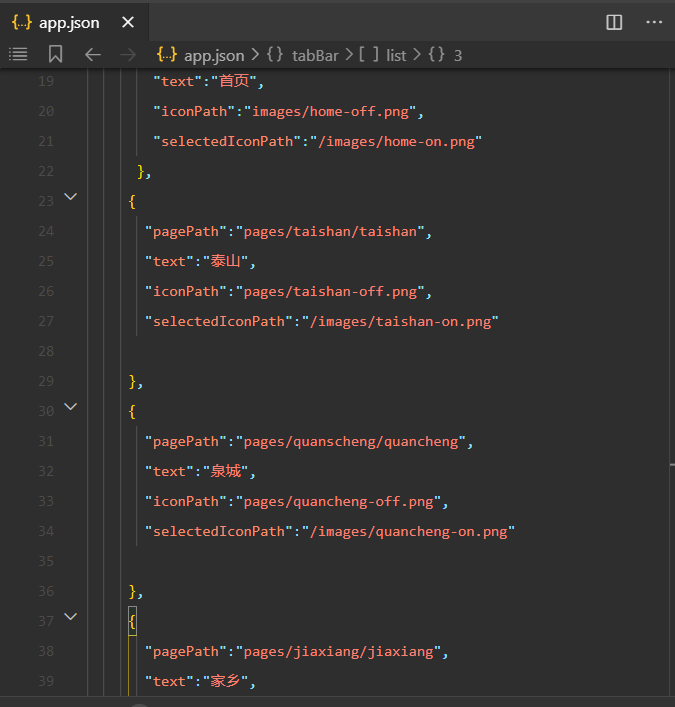 {..} app.json ×
{..} app.json > { } tabBar > [ ] list > { } 3
19 "text":"首页",
20 "iconPath":"images/home-off.png",
21 "selectedIconPath":"/images/home-on.png"
22 },
23 {
24 "pagePath":"pages/taishan/taishan",
25 "text":"泰山",
26 "iconPath":"pages/taishan-off.png",
27 "selectedIconPath":"/images/taishan-on.png"
28
29 },
30 {
31 "pagePath":"pages/quanscheng/quancheng",
32 "text":"泉城",
33 "iconPath":"pages/quancheng-off.png",
34 "selectedIconPath":"/images/quancheng-on.png"
35
36 },
37 {
38 "pagePath":"pages/jiaxiang/jiaxiang",
39 "text":"家乡",